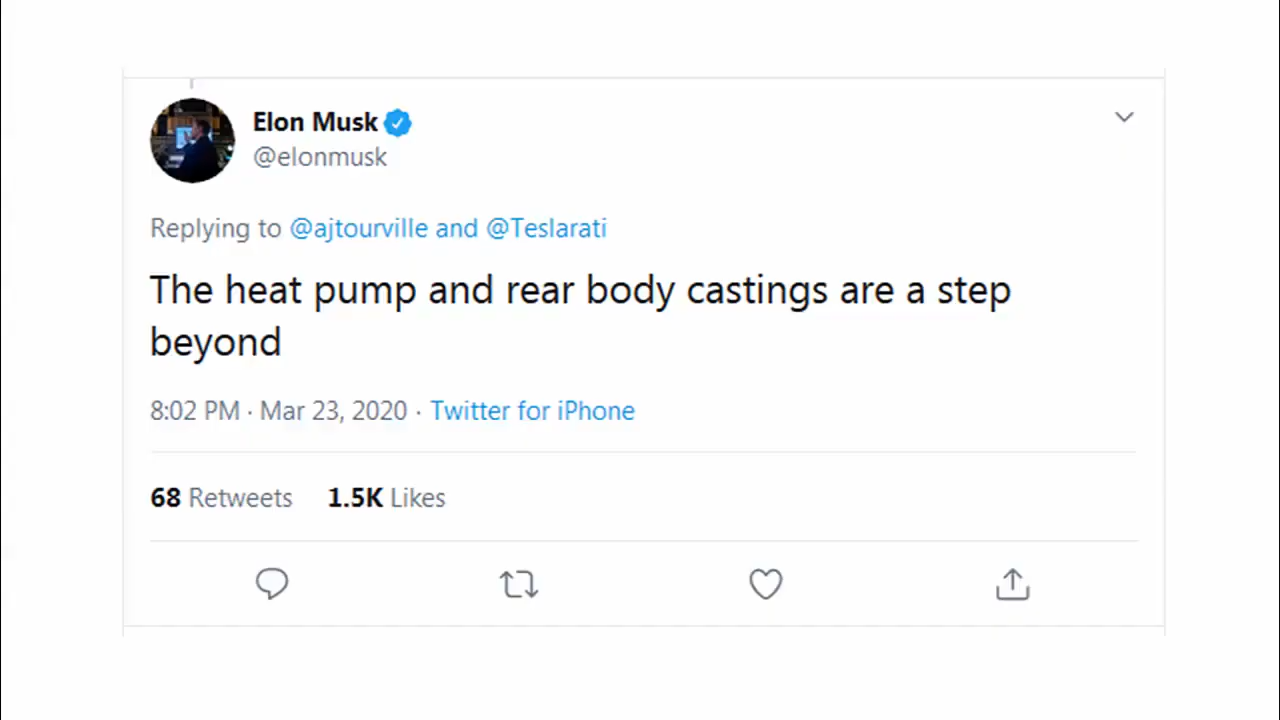 Elon Musk
@elonmusk
Replying to @ajtourville and @Teslarati
The heat pump and rear body castings are a step
beyond
8:02 PM · Mar 23, 2020 · Twitter for iPhone
68 Retweets 1.5K Likes